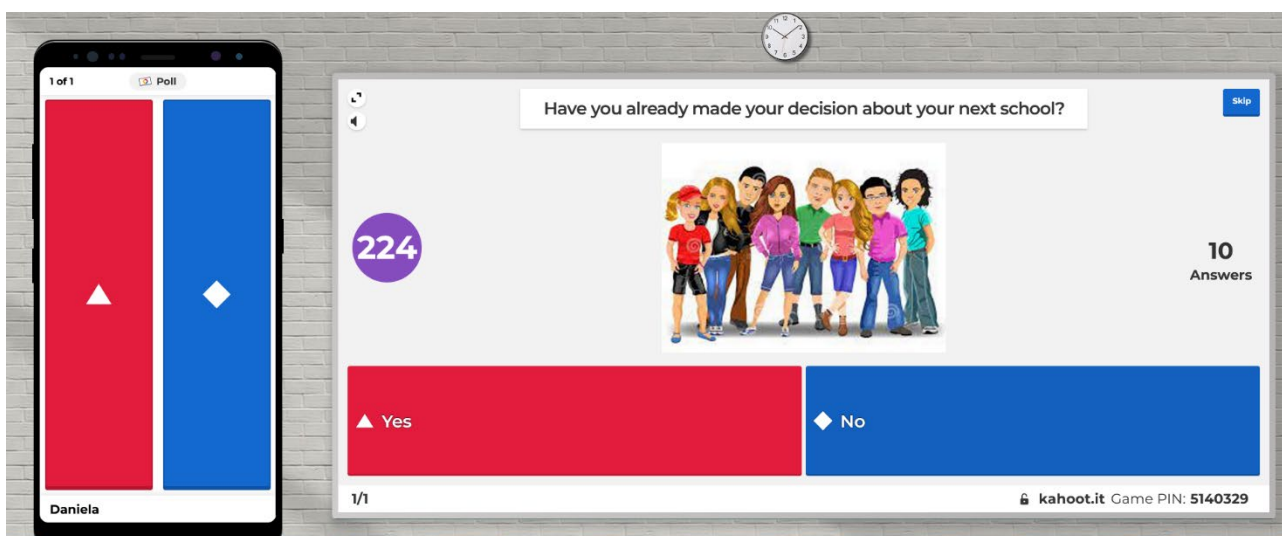 1 of 1
Poll
Daniela
Have you already made your decision about your next school?
Skip
224
10
Answers
Yes
No
1/1
kahoot.it Game PIN: 5140329